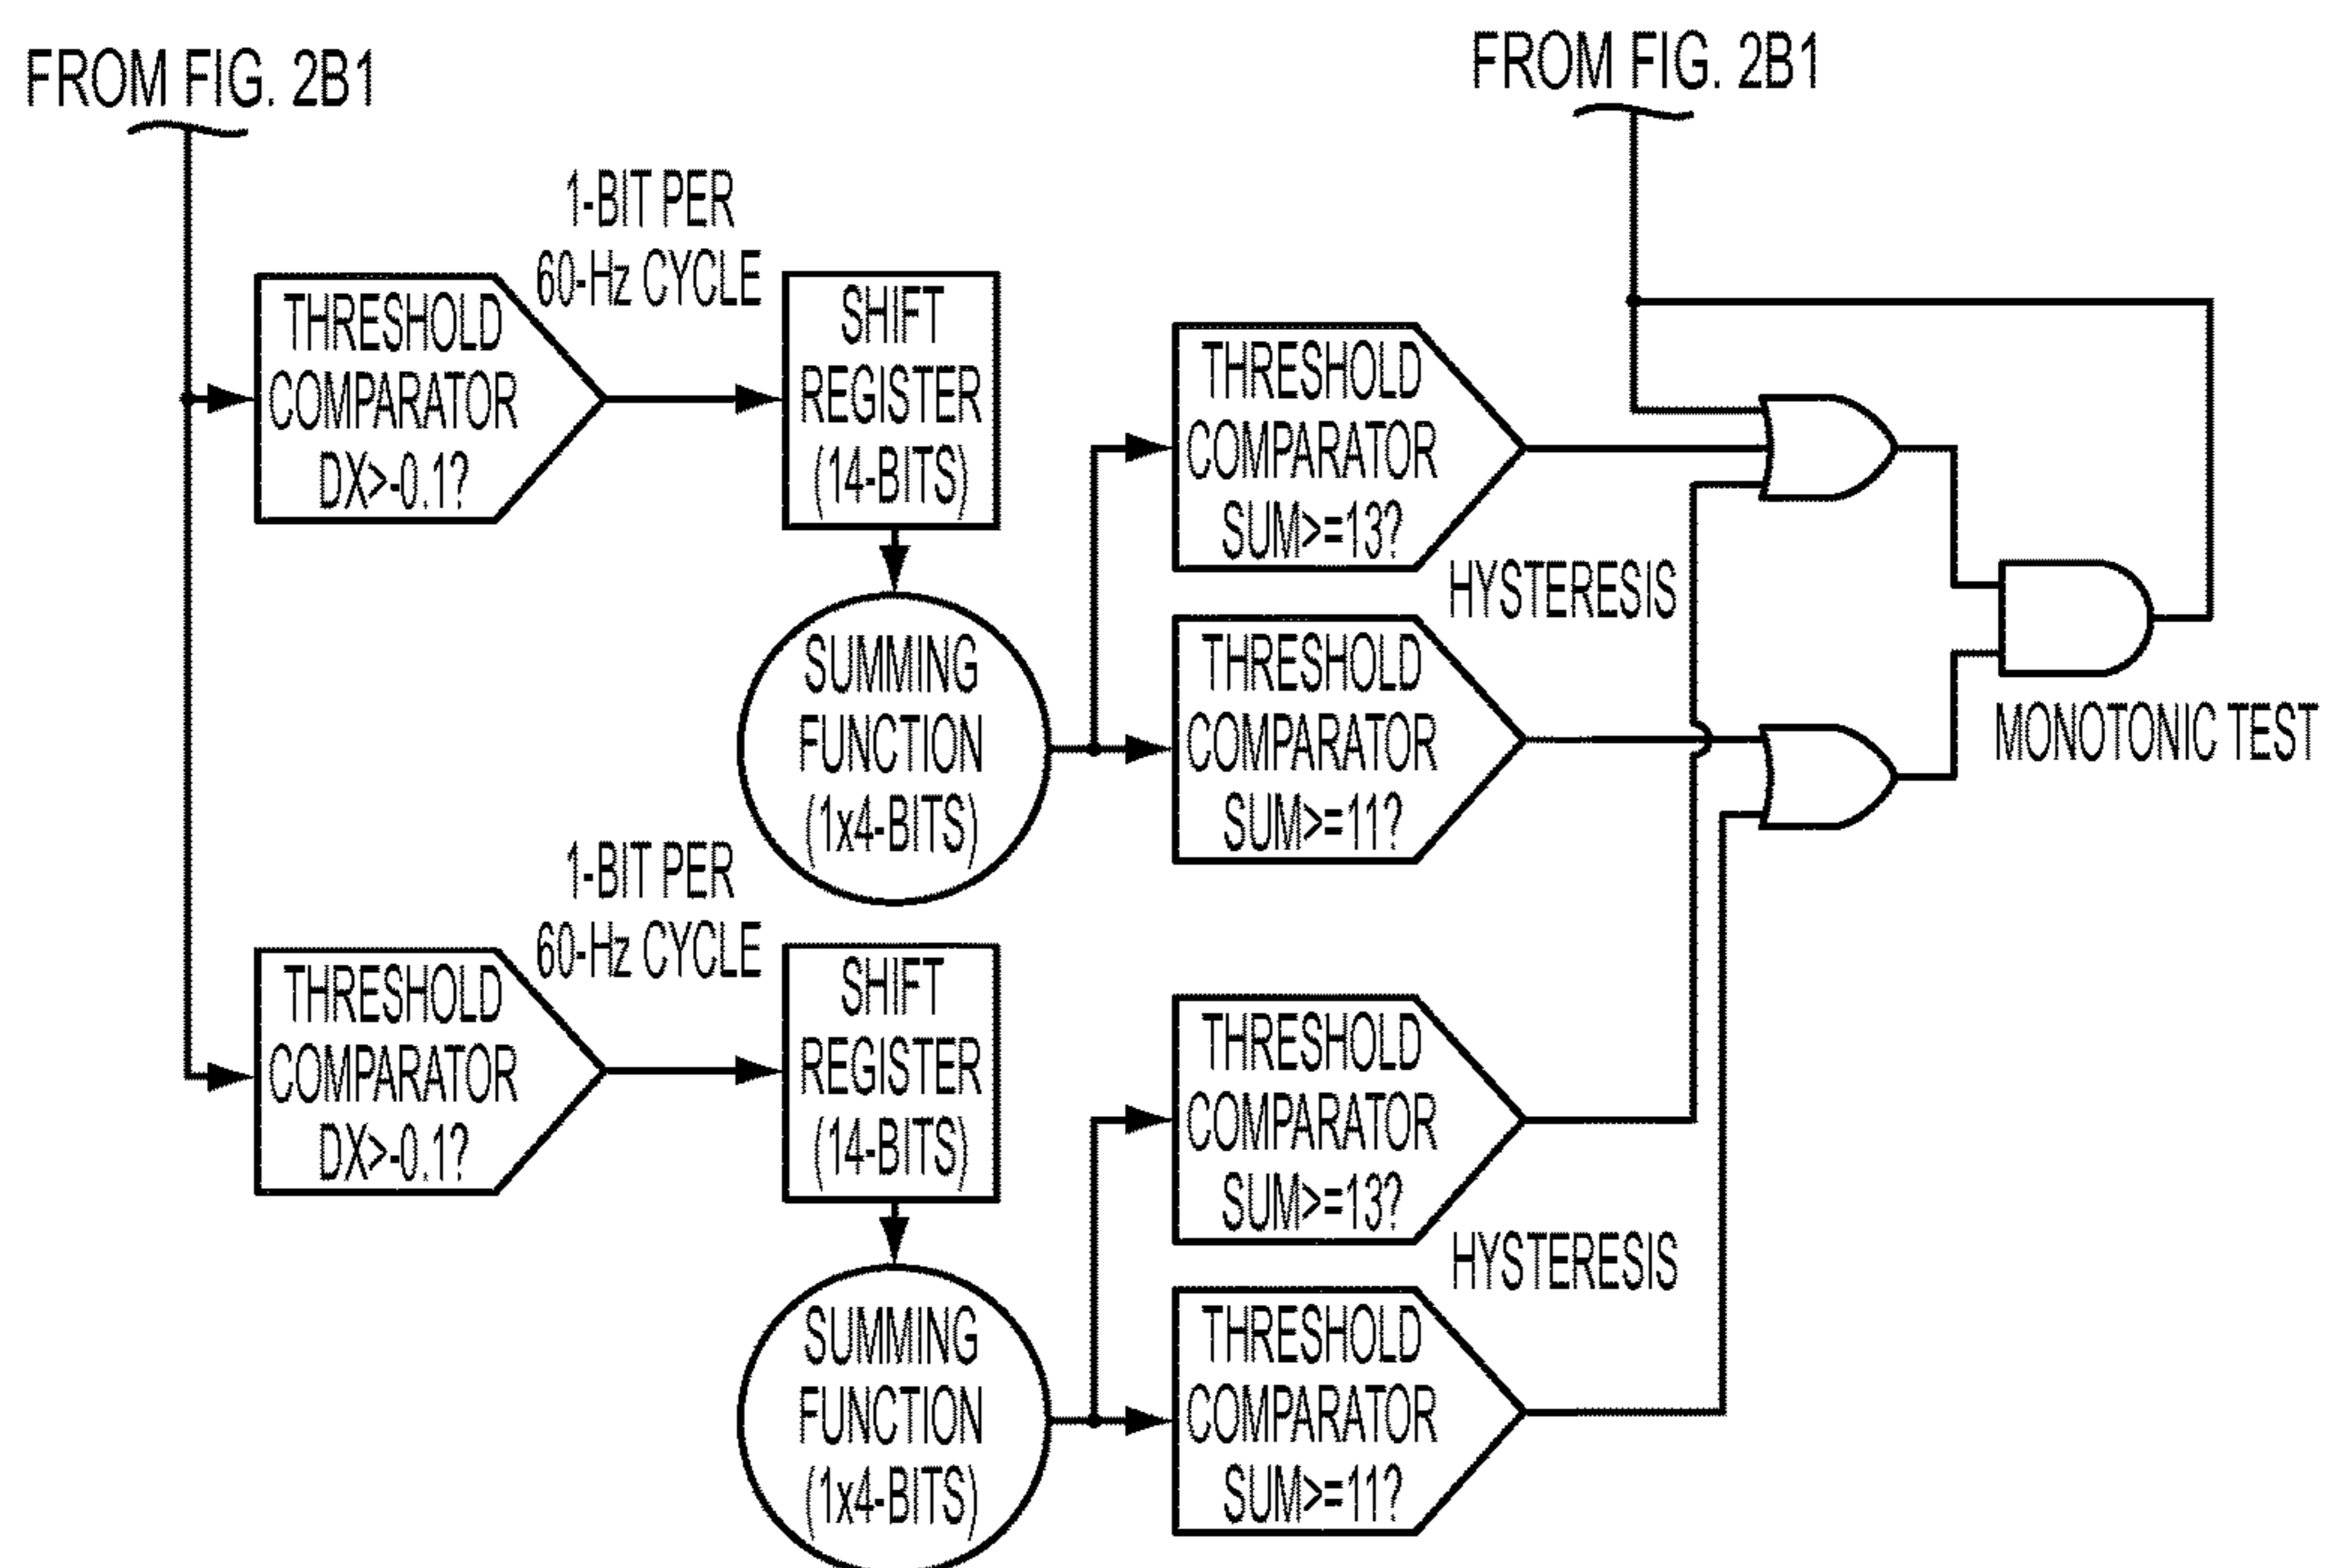 FROM FIG. 2B1
FROM FIG. 2B1
1-BIT PER
60-Hz CYCLE
THRESHOLD
COMPARATOR
DX>-0.1?
SHIFT
REGISTER
(14-BITS)
THRESHOLD
COMPARATOR
SUM>=13?
HYSTERESIS
SUMMING
FUNCTION
(1x4-BITS)
THRESHOLD
COMPARATOR
SUM>=11?
MONOTONIC TEST
1-BIT PER
60-Hz CYCLE
THRESHOLD
COMPARATOR
DX>-0.1?
SHIFT
REGISTER
(14-BITS)
THRESHOLD
COMPARATOR
SUM>=13?
HYSTERESIS
SUMMING
FUNCTION
(1x4-BITS)
THRESHOLD
COMPARATOR
SUM>=11?